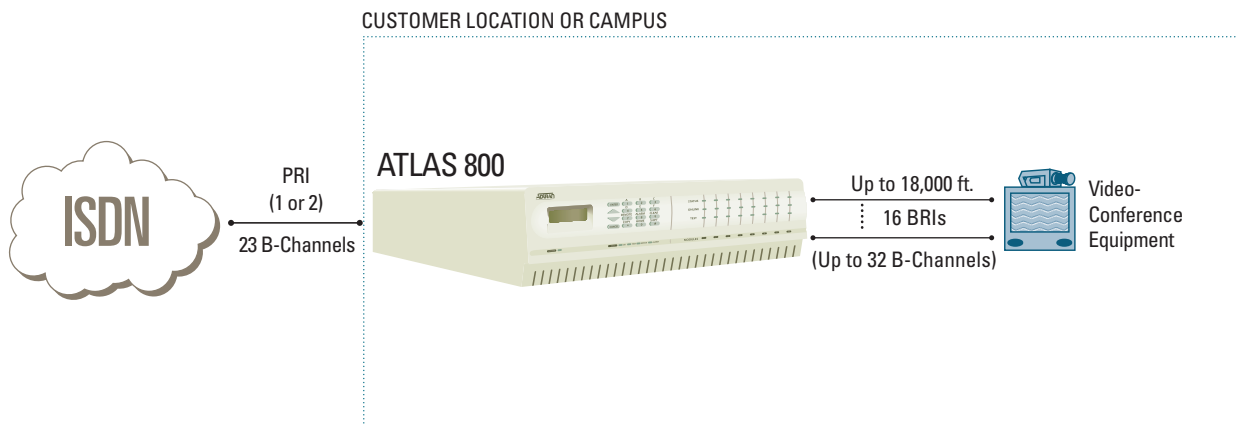 CUSTOMER LOCATION OR CAMPUS
ISDN
PRI
(1 or 2)
23 B-Channels
ATLAS 800
ADTRAN
Up to 18,000 ft.
16 BRIs
(Up to 32 B-Channels)
Video-
Conference
Equipment